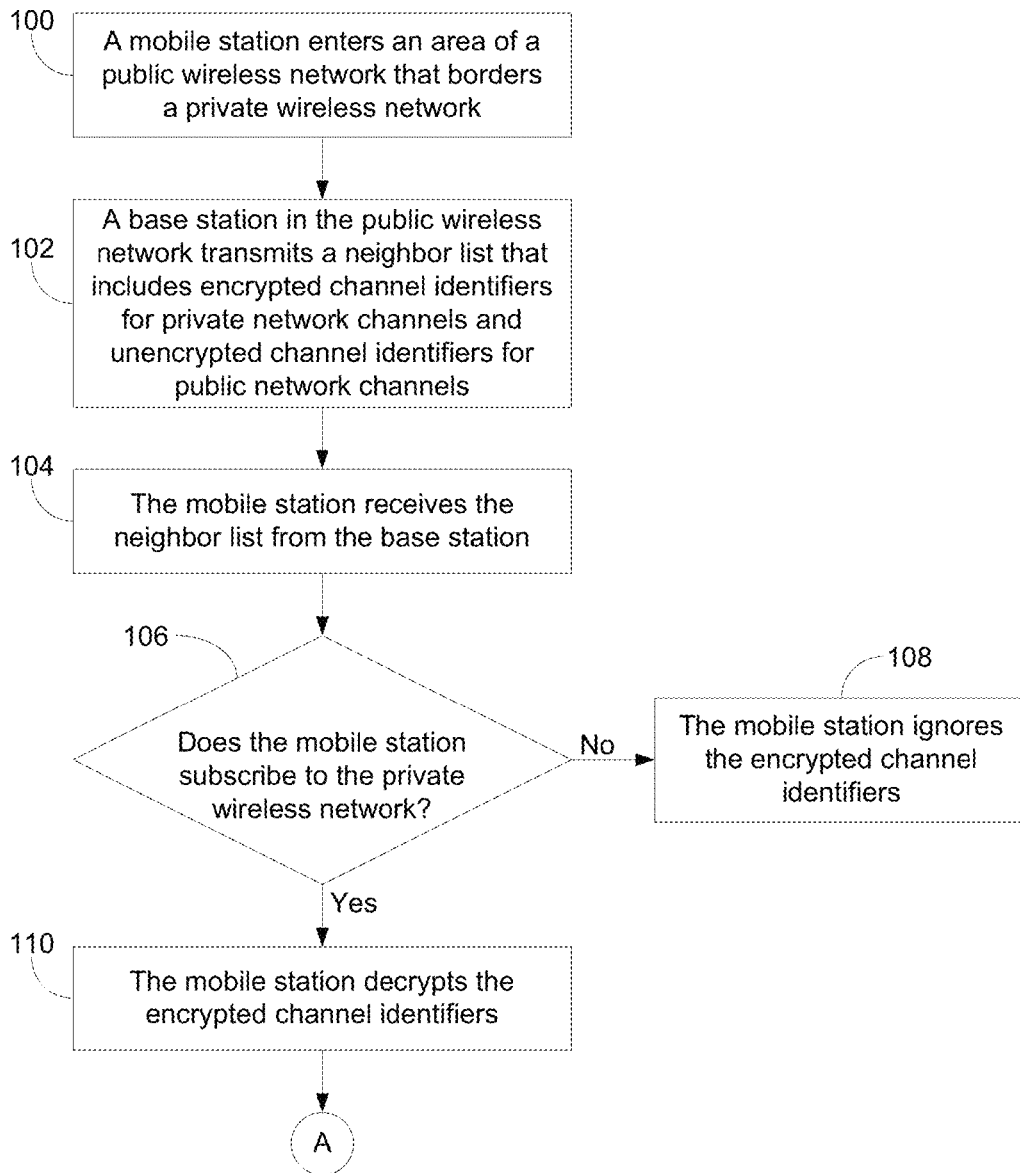 100
A mobile station enters an area of a
public wireless network that borders
a private wireless network
102
A base station in the public wireless
network transmits a neighbor list that
includes encrypted channel identifiers
for private network channels and
unencrypted channel identifiers for
public network channels
104
The mobile station receives the
neighbor list from the base station
106
Does the mobile station
subscribe to the private
wireless network?
No
108
The mobile station ignores
the encrypted channel
identifiers
Yes
110
The mobile station decrypts the
encrypted channel identifiers
A